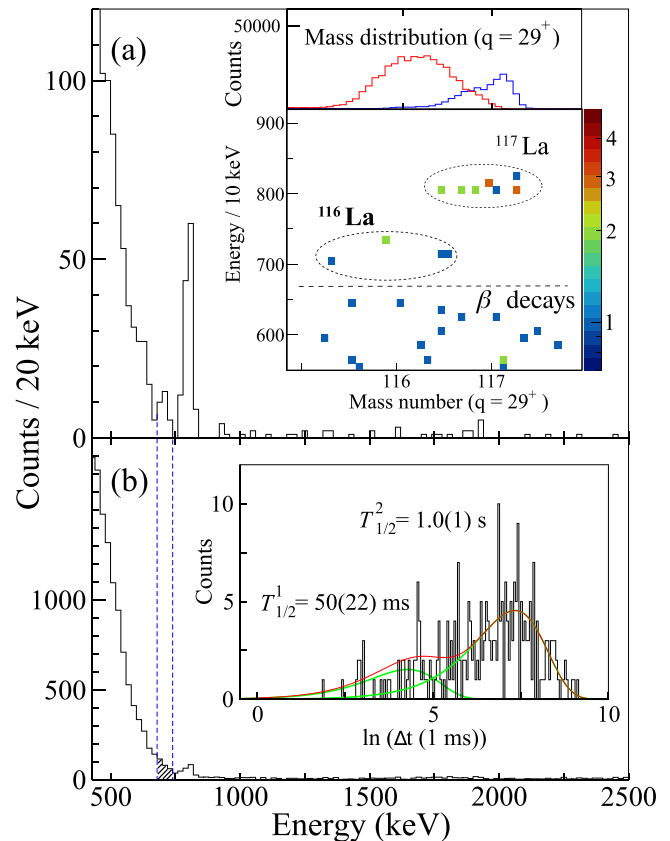 (a)
100
50
0
Counts / 20 keV
50000
Counts
Mass distribution (q = 29⁺)
900
800
700
600
Energy / 10 keV
¹¹⁷La
¹¹⁶La
β decays
116 117
Mass number (q = 29⁺)
4
3
2
1
(b)
1000
500
0
10
5
0
Counts
T²₁/₂ = 1.0(1) s
T¹₁/₂ = 50(22) ms
0 5 10
ln (Δt (1 ms))
500 1000 1500 2000 2500
Energy (keV)